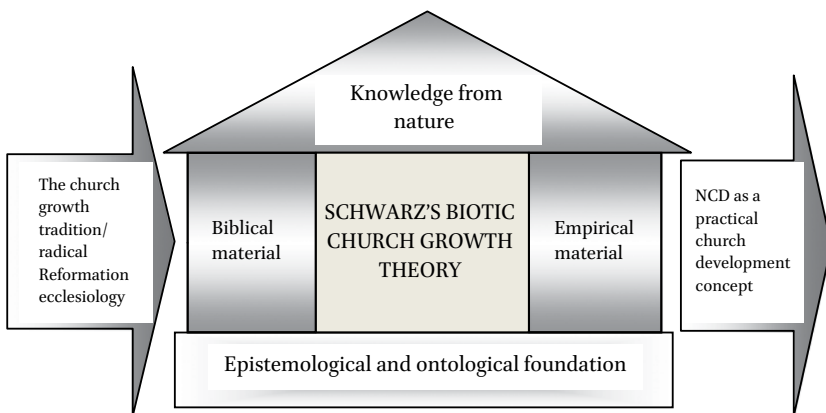 Knowledge from
nature
The church
growth
tradition/
radical
Reformation
ecclesiology
Biblical
material
SCHWARZ’S BIOTIC
CHURCH GROWTH
THEORY
Empirical
material
NCD as a
practical
church
development
concept
Epistemological and ontological foundation